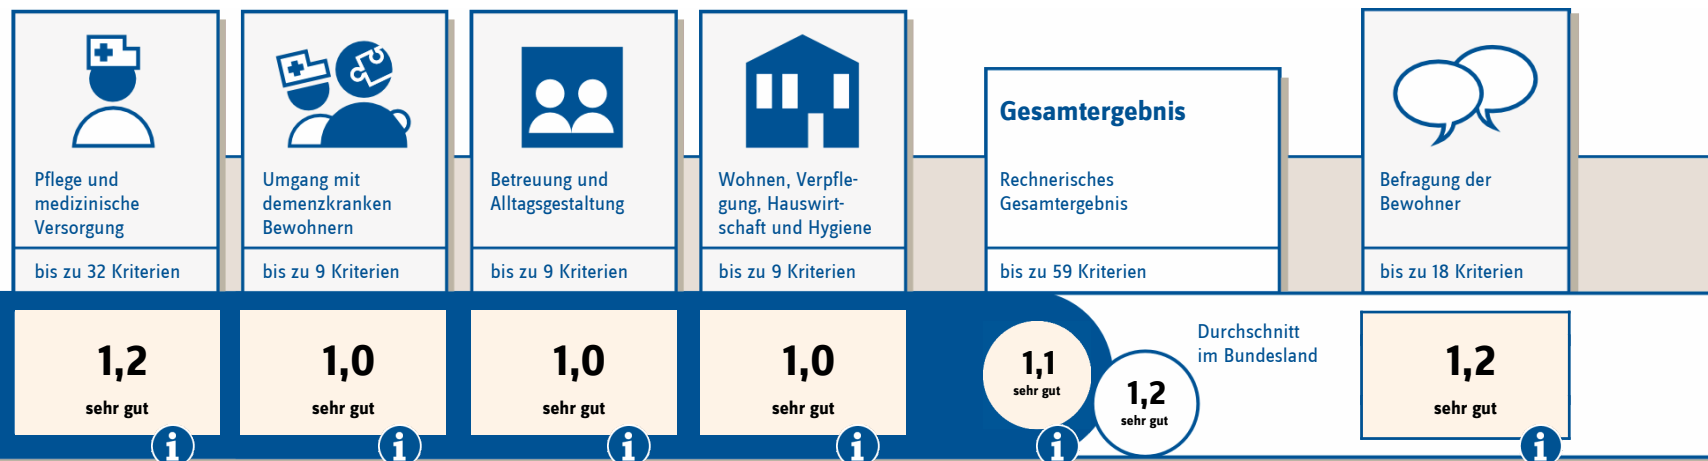 Pflege und
medizinische
Versorgung
bis zu 32 Kriterien
1,2
sehr gut
i
Umgang mit
demenzkranken
Bewohnern
bis zu 9 Kriterien
1,0
sehr gut
i
Betreuung und
Alltagsgestaltung
bis zu 9 Kriterien
1,0
sehr gut
i
Wohnen, Verpfle-
gung, Hauswirt-
schaft und Hygiene
bis zu 9 Kriterien
1,0
sehr gut
i
Gesamtergebnis
Rechnerisches
Gesamtergebnis
bis zu 59 Kriterien
1,1
sehr gut
i
Durchschnitt
im Bundesland
1,2
sehr gut
Befragung der
Bewohner
bis zu 18 Kriterien
1,2
sehr gut
i